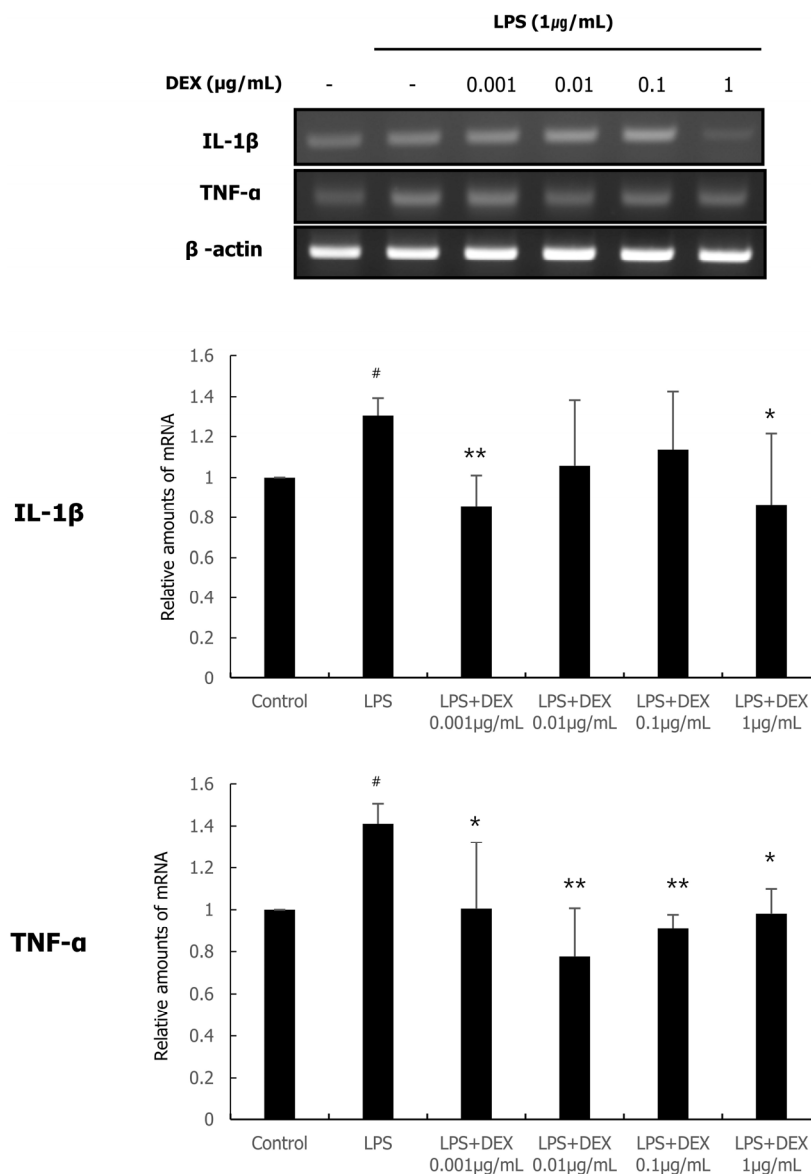 LPS (1μg/mL)
DEX (μg/mL) - - 0.001 0.01 0.1 1
IL-1β
TNF-α
β -actin
IL-1β
Relative amounts of mRNA
1.6
1.4
1.2
1
0.8
0.6
0.4
0.2
0
#
**
*
Control LPS LPS+DEX LPS+DEX LPS+DEX LPS+DEX
0.001μg/mL 0.01μg/mL 0.1μg/mL 1μg/mL
TNF-α
Relative amounts of mRNA
1.6
1.4
1.2
1
0.8
0.6
0.4
0.2
0
#
*
**
**
*
Control LPS LPS+DEX LPS+DEX LPS+DEX LPS+DEX
0.001μg/mL 0.01μg/mL 0.1μg/mL 1μg/mL